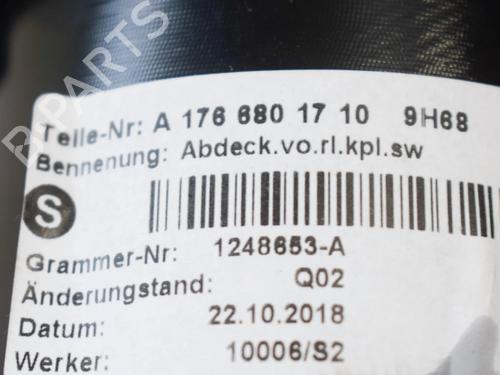 B-PARTS
Teile-Nr: A 176 680 17 10 9H68
Bennenung: Abdeck.vo.rl.kpl.sw
S
Grammer-Nr: 1248653-A
Änderungstand: Q02
Datum: 22.10.2018
Werker: 10006/S2